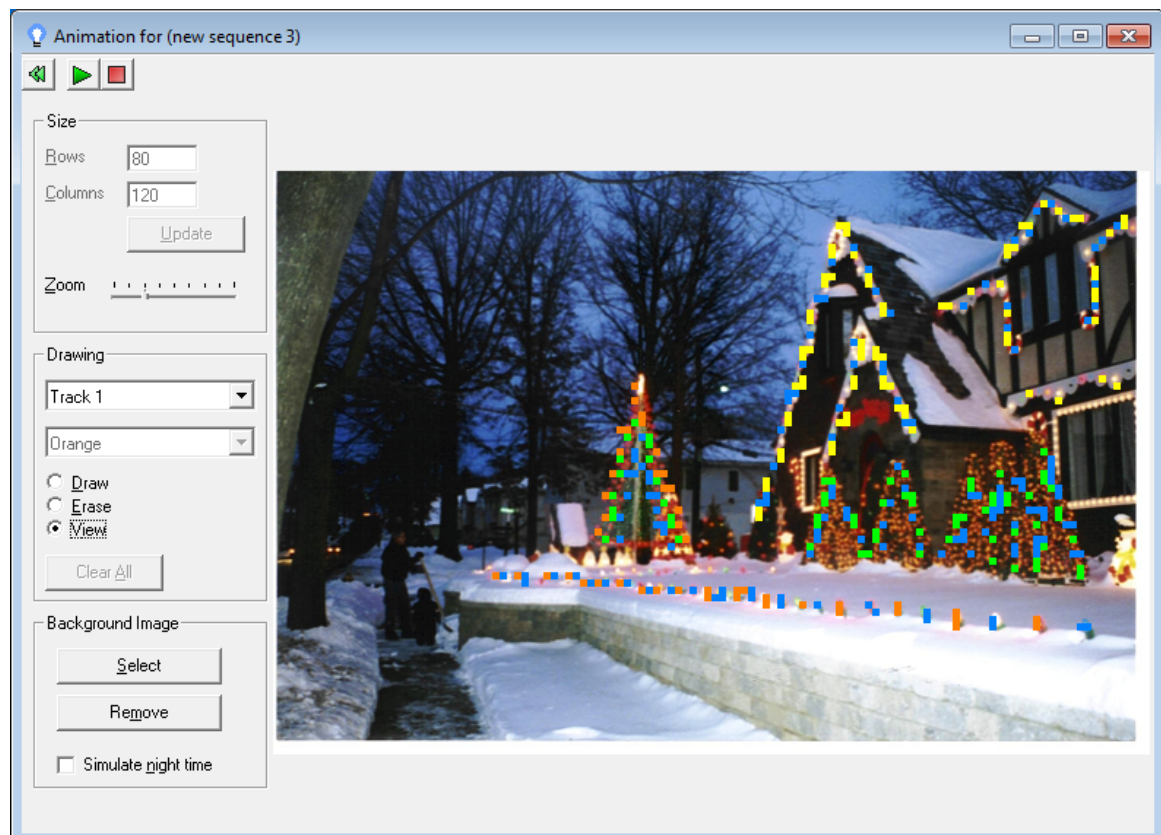 Animation for (new sequence 3)
Size
Rows 80
Columns 120
Update
Zoom
Drawing
Track 1
Orange
Draw
Erase
View
Clear All
Background Image
Select
Remove
Simulate night time